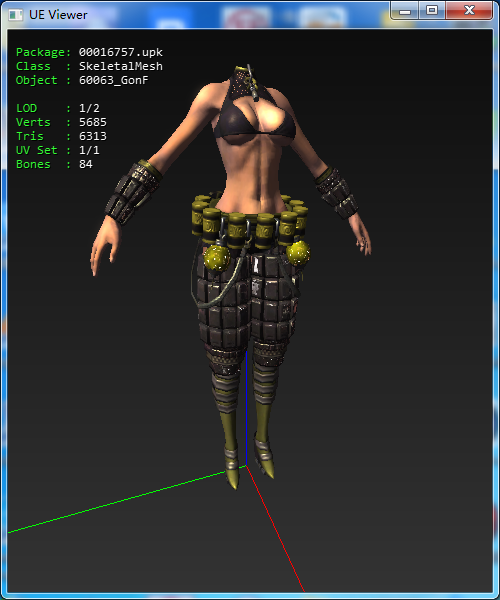 UE Viewer
Package: 00016757.upk
Class : SkeletalMesh
Object : 60063_GonF
LOD : 1/2
Verts : 5685
Tris : 6313
UV Set : 1/1
Bones : 84